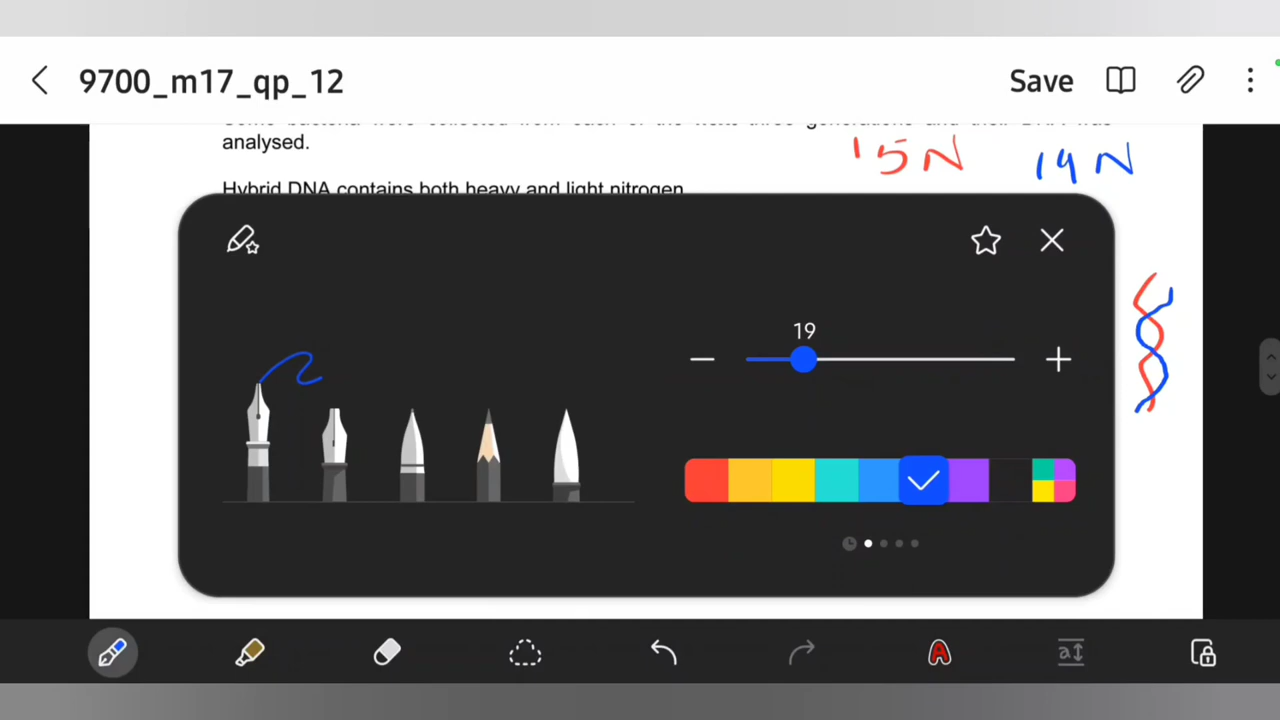 9700_m17_qp_12
Save
analysed.
15N 14N
Hybrid DNA contains both heavy and light nitrogen
19
A
a